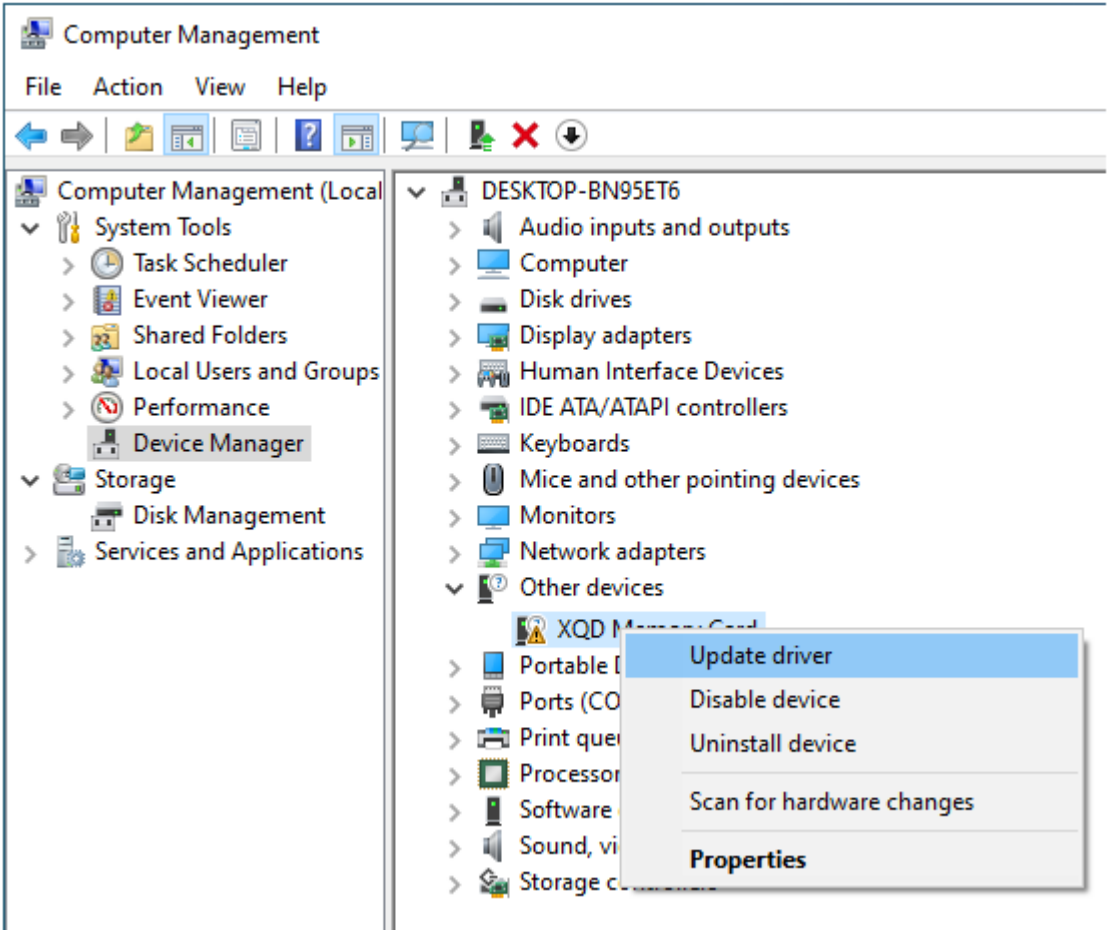 Computer Management
File Action View Help
Computer Management (Local
System Tools
Task Scheduler
Event Viewer
Shared Folders
Local Users and Groups
Performance
Device Manager
Storage
Disk Management
Services and Applications
DESKTOP-BN95ET6
Audio inputs and outputs
Computer
Disk drives
Display adapters
Human Interface Devices
IDE ATA/ATAPI controllers
Keyboards
Mice and other pointing devices
Monitors
Network adapters
Other devices
XQD Memory Card
Portable
Ports (CO
Print que
Processor
Software
Sound, vi
Storage
Update driver
Disable device
Uninstall device
Scan for hardware changes
Properties